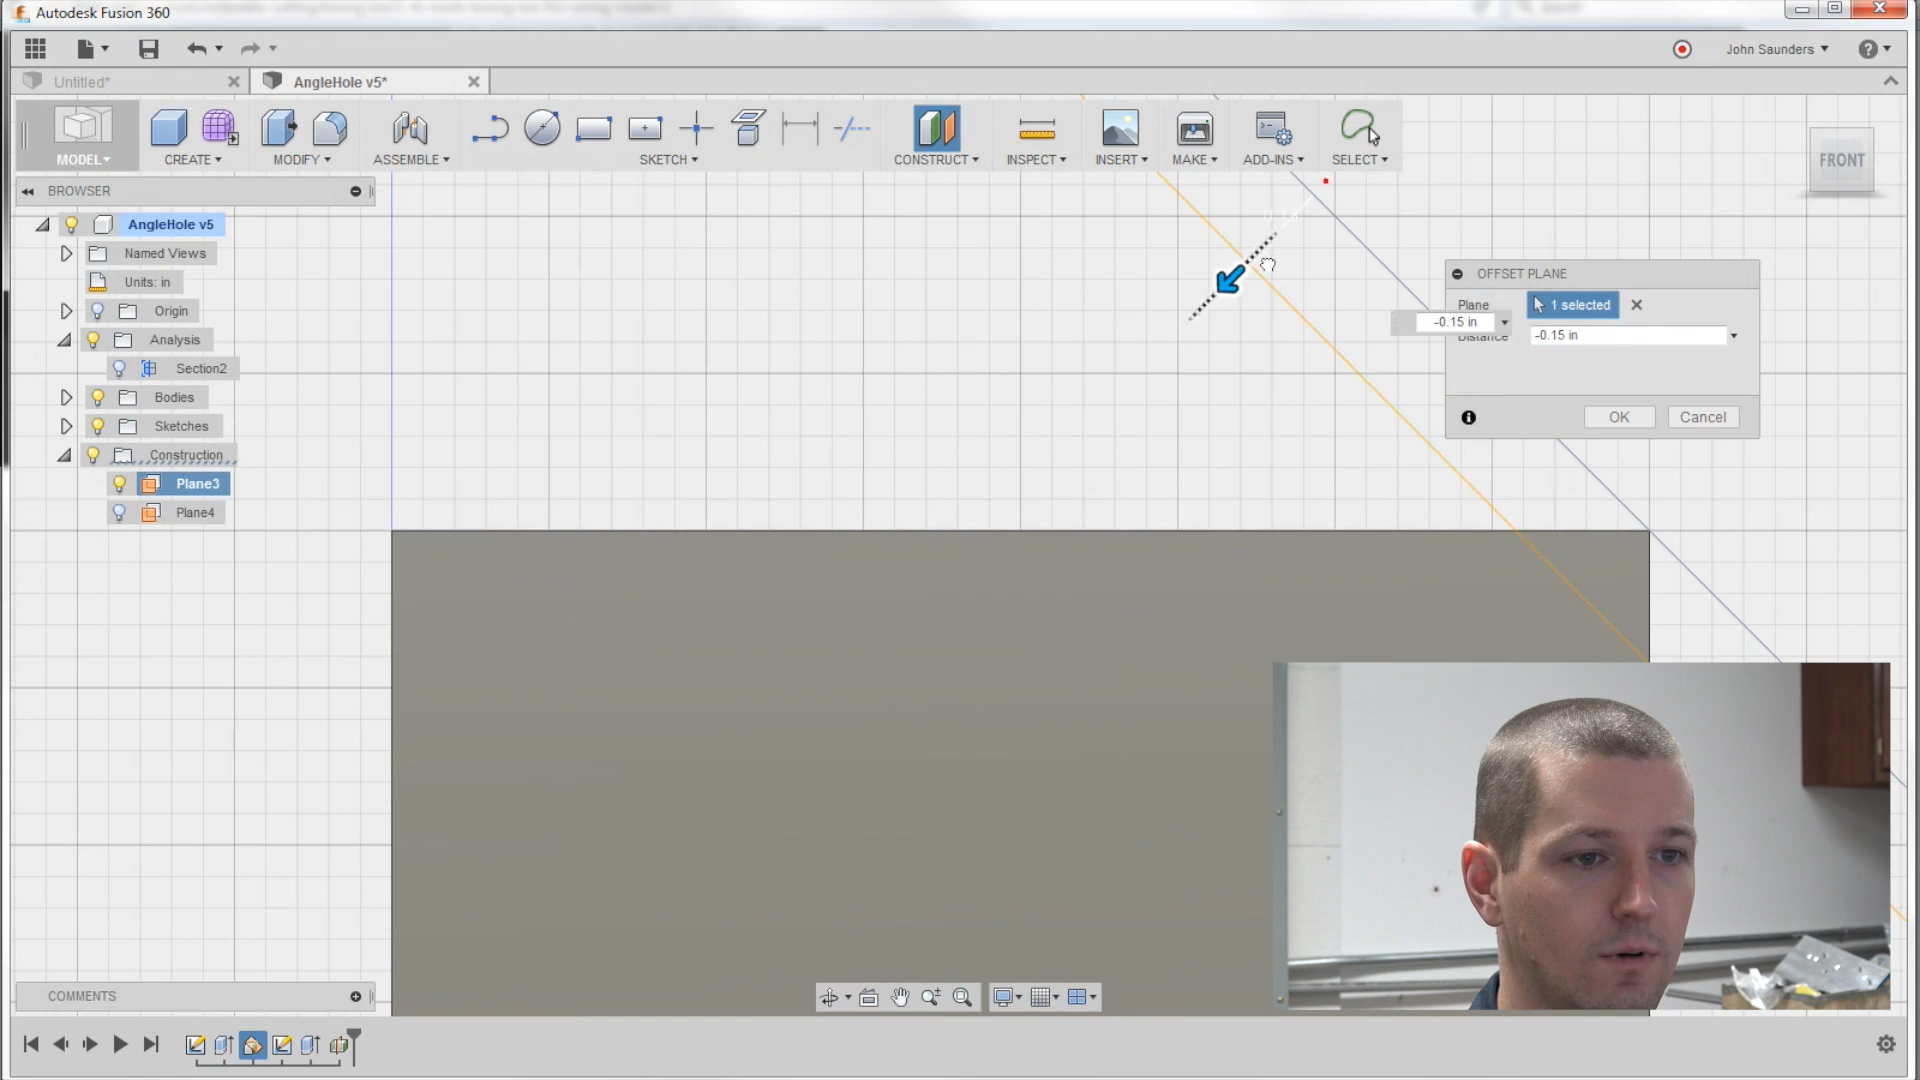 Autodesk Fusion 360
John Saunders
Untitled*
AngleHole v5*
MODEL
CREATE
MODIFY
ASSEMBLE
SKETCH
CONSTRUCT
INSPECT
INSERT
MAKE
ADD-INS
SELECT
FRONT
BROWSER
AngleHole v5
Named Views
Units: in
Origin
Analysis
Section2
Bodies
Sketches
Construction
Plane3
Plane4
OFFSET PLANE
Plane
1 selected
-0.15 in
Distance
-0.15 in
OK
Cancel
COMMENTS